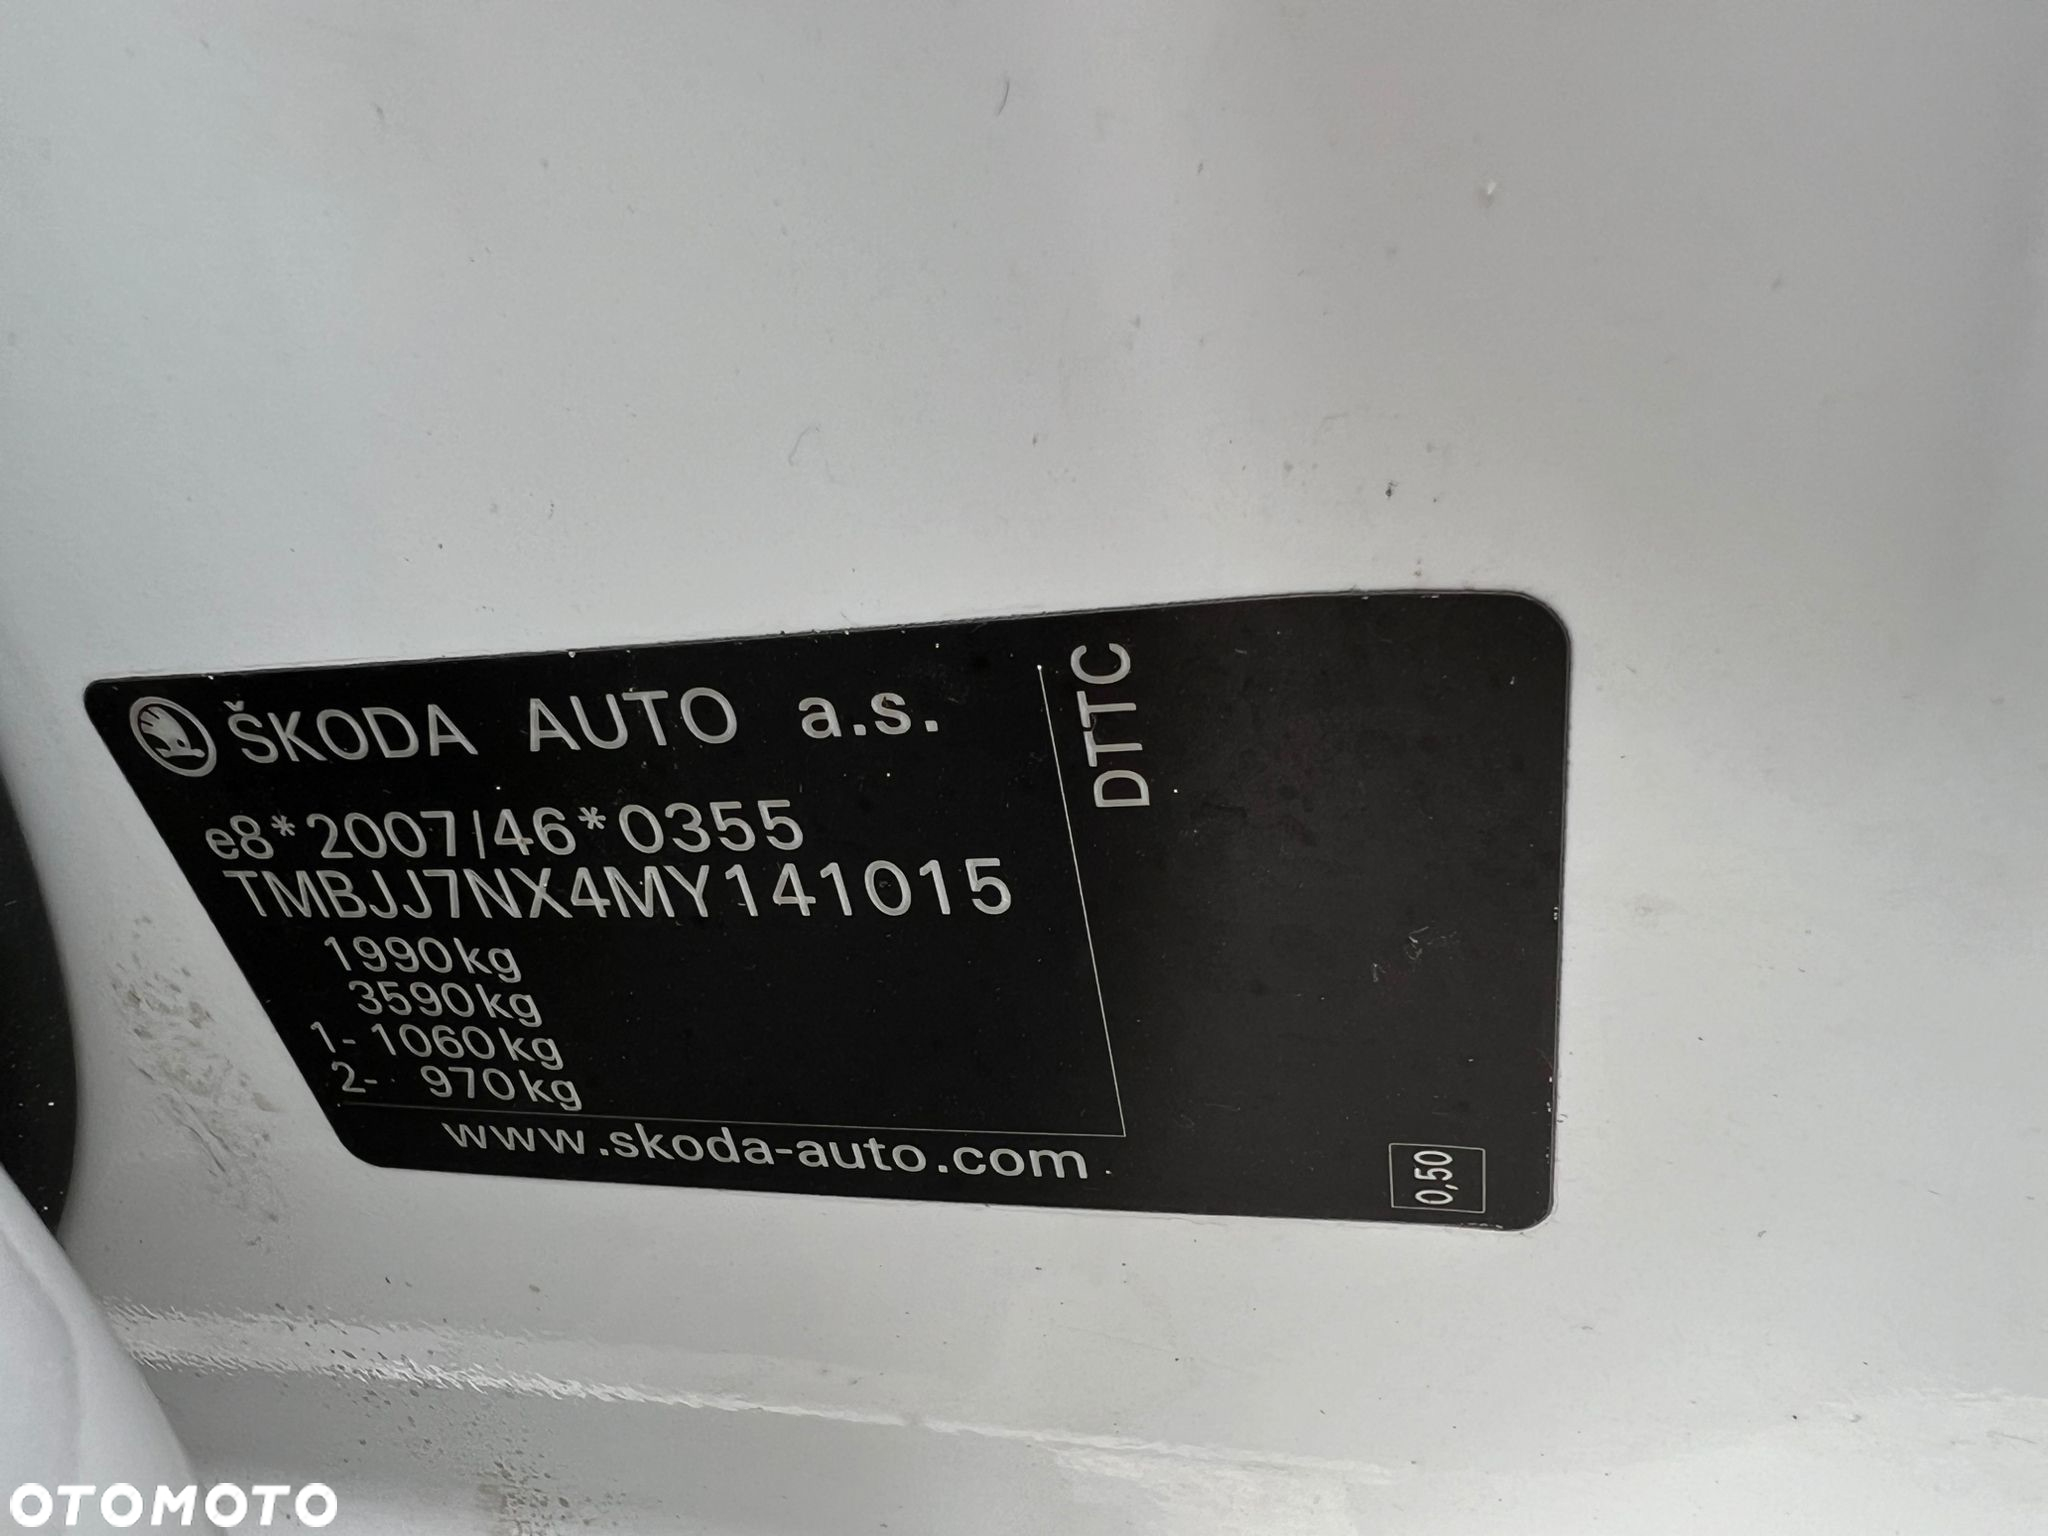 ŠKODA AUTO a.s.
e8*2007/46*0355
TMBJJ7NX4MY141015
1990kg
3590kg
1- 1060kg
2- 970kg
www.skoda-auto.com
DTTC
0,50
OTOMOTO